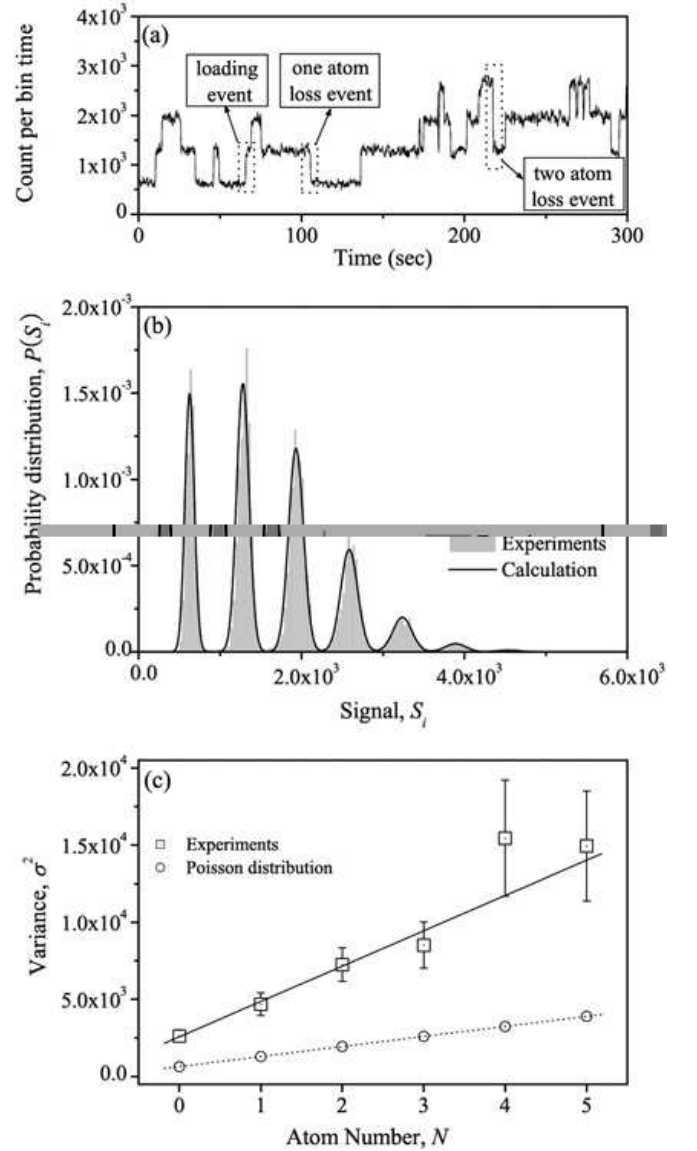 (a)
4x10³
3x10³
2x10³
1x10³
0
Count per bin time
loading
event
one atom
loss event
two atom
loss event
0
100
200
300
Time (sec)
(b)
2.0x10⁻³
1.5x10⁻³
1.0x10⁻³
5.0x10⁻⁴
0.0
Probability distribution, P(Sᵢ)
Experiments
Calculation
0.0
2.0x10³
4.0x10³
6.0x10³
Signal, Sᵢ
(c)
2.0x10⁴
1.5x10⁴
1.0x10⁴
5.0x10³
0.0
Variance, σ²
Experiments
Poisson distribution
0
1
2
3
4
5
Atom Number, N